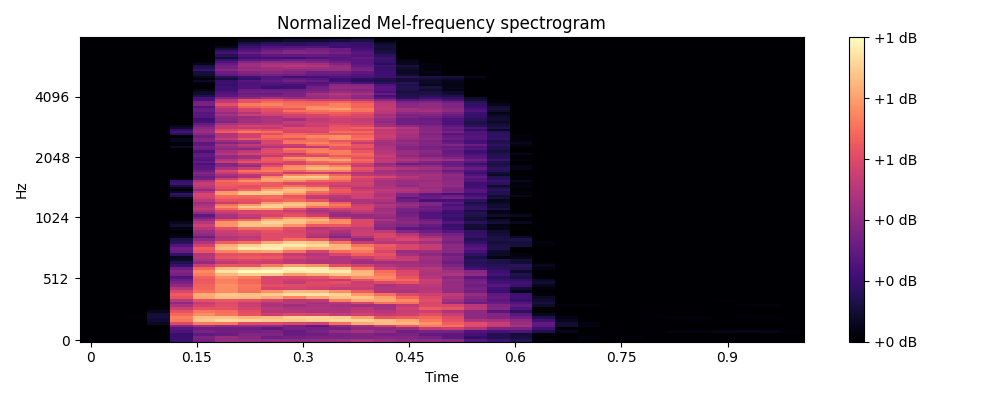 Normalized Mel-frequency spectrogram
Hz
4096
2048
1024
512
0
0 0.15 0.3 0.45 0.6 0.75 0.9
Time
+1 dB
+1 dB
+1 dB
+0 dB
+0 dB
+0 dB